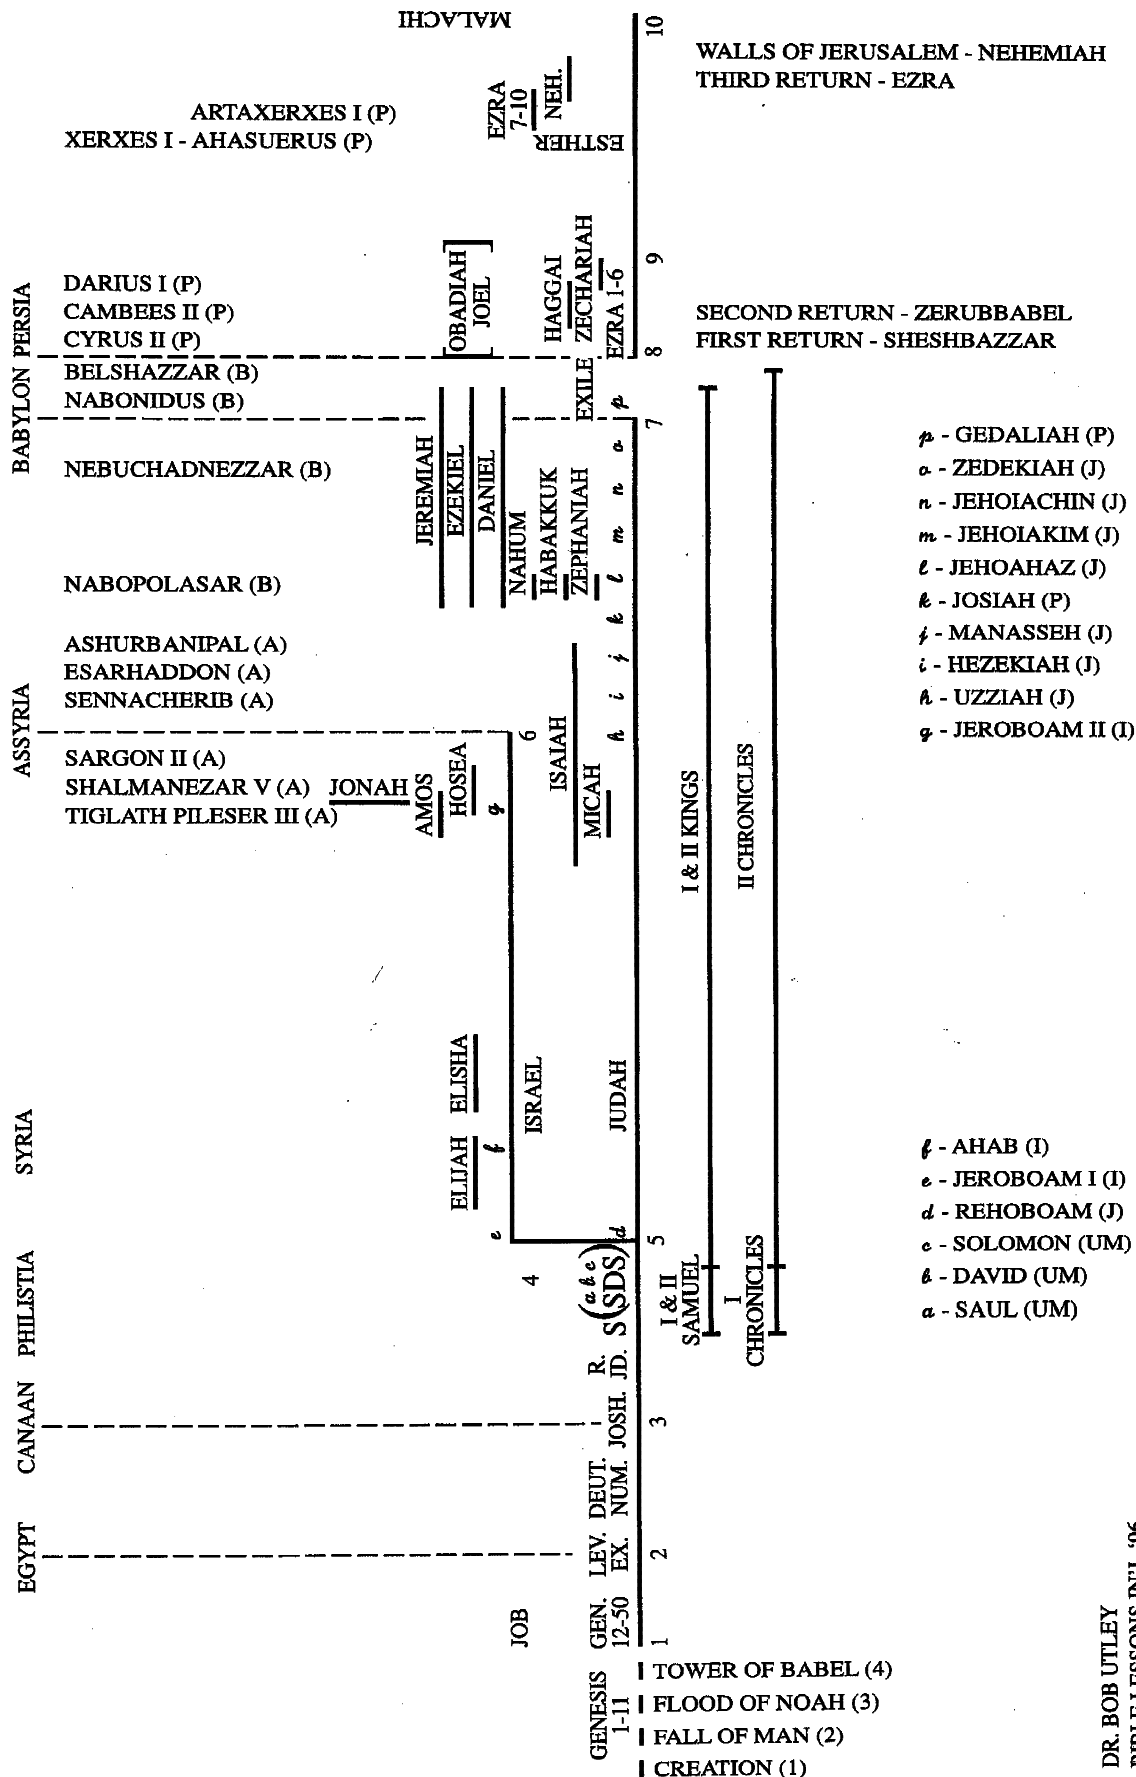 MALACHI
10
WALLS OF JERUSALEM - NEHEMIAH
THIRD RETURN - EZRA
ARTAXERXES I (P)
XERXES I - AHASUERUS (P)
EZRA
7-10
NEH.
ESTHER
PERSIA
DARIUS I (P)
CAMBEES II (P)
CYRUS II (P)
[OBADIAH
JOEL]
HAGGAI
ZECHARIAH
EZRA 1-6
9
8
SECOND RETURN - ZERUBBABEL
FIRST RETURN - SHESHBAZZAR
BABYLON
BELSHAZZAR (B)
NABONIDUS (B)
EXILE
p
7
NEBUCHADNEZZAR (B)
NABOPOLASAR (B)
JEREMIAH
EZEKIEL
DANIEL
NAHUM
HABAKKUK
ZEPHANIAH
o
n
m
l
k
j
i
h
p - GEDALIAH (P)
o - ZEDEKIAH (J)
n - JEHOIACHIN (J)
m - JEHOIAKIM (J)
l - JEHOAHAZ (J)
k - JOSIAH (P)
j - MANASSEH (J)
i - HEZEKIAH (J)
h - UZZIAH (J)
g - JEROBOAM II (I)
ASSYRIA
ASHURBANIPAL (A)
ESARHADDON (A)
SENNACHERIB (A)
SARGON II (A)
SHALMANEZAR V (A)
TIGLATH PILESER III (A)
JONAH
AMOS
HOSEA
g
6
ISAIAH
MICAH
I & II KINGS
II CHRONICLES
SYRIA
ELISHA
ELIJAH
f
e
ISRAEL
JUDAH
d
5
f - AHAB (I)
e - JEROBOAM I (I)
d - REHOBOAM (J)
c - SOLOMON (UM)
b - DAVID (UM)
a - SAUL (UM)
PHILISTIA
4
(a b c)
S(SDS)
I & II
SAMUEL
I
CHRONICLES
R.
JD.
CANAAN
JOSH.
3
DEUT.
NUM.
EGYPT
LEV.
EX.
2
JOB
GEN.
12-50
1
GENESIS
1-11
TOWER OF BABEL (4)
FLOOD OF NOAH (3)
FALL OF MAN (2)
CREATION (1)
DR. BOB UTLEY
BIBLE LESSONS INT'L '96